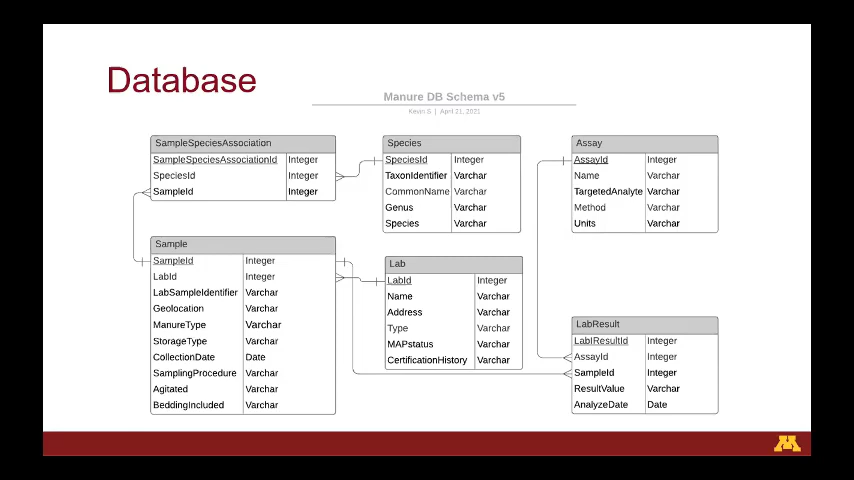 Database
Manure DB Schema v5
Kevin S | April 21, 2021
SampleSpeciesAssociation
SampleSpeciesAssociationId Integer
SpeciesId Integer
SampleId Integer
Species
SpeciesId Integer
TaxonIdentifier Varchar
CommonName Varchar
Genus Varchar
Species Varchar
Assay
AssayId Integer
Name Varchar
TargetedAnalyte Varchar
Method Varchar
Units Varchar
Sample
SampleId Integer
LabId Integer
LabSampleIdentifier Varchar
Geolocation Varchar
ManureType Varchar
StorageType Varchar
CollectionDate Date
SamplingProcedure Varchar
Agitated Varchar
BeddingIncluded Varchar
Lab
LabId Integer
Name Varchar
Address Varchar
Type Varchar
MAPstatus Varchar
CertificationHistory Varchar
LabResult
LablResultId Integer
AssayId Integer
SampleId Integer
ResultValue Varchar
AnalyzeDate Date
M